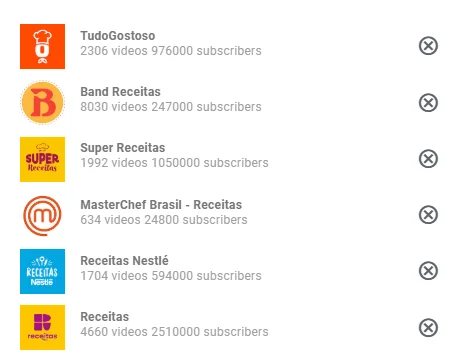 TudoGostoso
2306 videos 976000 subscribers
B
Band Receitas
8030 videos 247000 subscribers
SUPER
Receitas
Super Receitas
1992 videos 1050000 subscribers
m
MasterChef Brasil - Receitas
634 videos 24800 subscribers
RECEITAS
Nestlé
Receitas Nestlé
1704 videos 594000 subscribers
R
receitas
Receitas
4660 videos 2510000 subscribers